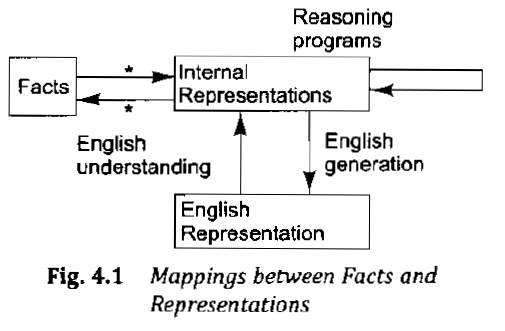 Reasoning
programs
*
Facts
Internal
Representations
*
English
understanding
English
generation
English
Representation
Fig. 4.1 Mappings between Facts and
Representations